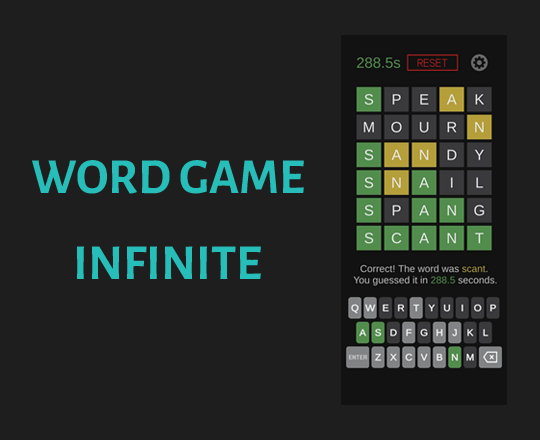 WORD GAME
INFINITE
288.5s RESET
S P E A K
M O U R N
S A N D Y
S N A I L
S P A N G
S C A N T
Correct! The word was scant.
You guessed it in 288.5 seconds.
Q W E R T Y U I O P
A S D F G H J K L
ENTER Z X C V B N M